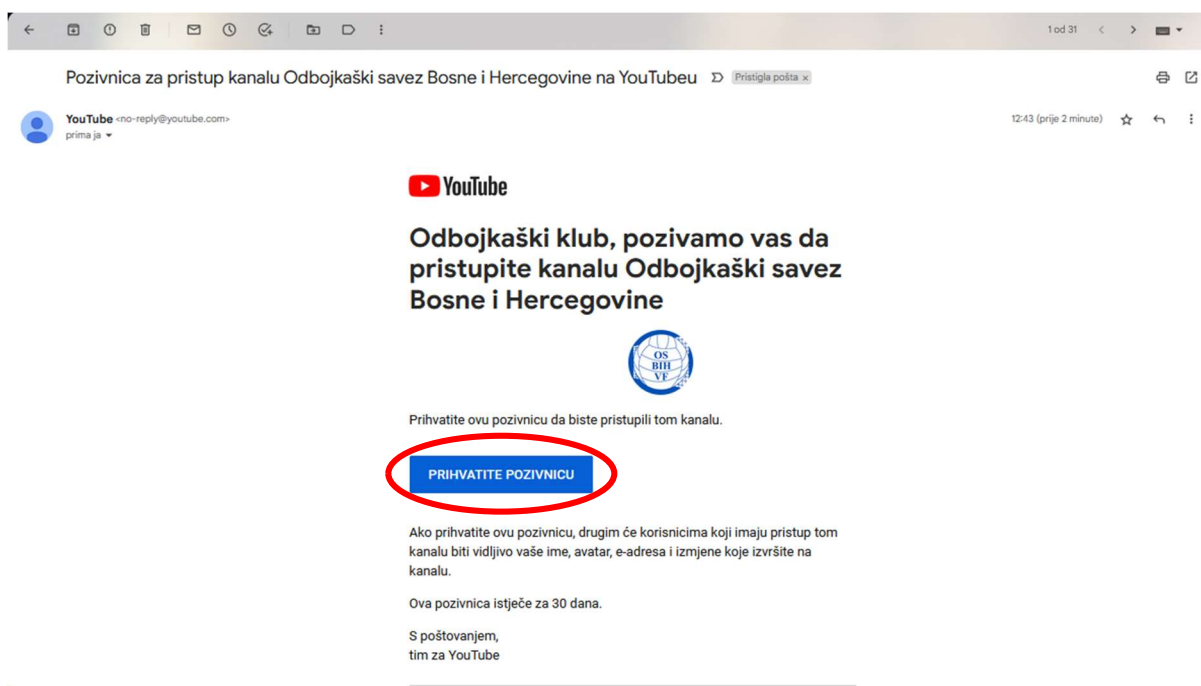 1 od 31
Pozivnica za pristup kanalu Odbojkaški savez Bosne i Hercegovine na YouTubeu
Pristigla pošta x
YouTube <no-reply@youtube.com>
12:43 (prije 2 minute)
prima ja
YouTube
Odbojkaški klub, pozivamo vas da
pristupite kanalu Odbojkaški savez
Bosne i Hercegovine
OS
BIH
VF
Prihvatite ovu pozivnicu da biste pristupili tom kanalu.
PRIHVATITE POZIVNICU
Ako prihvatite ovu pozivnicu, drugim će korisnicima koji imaju pristup tom
kanalu biti vidljivo vaše ime, avatar, e-adresa i izmjene koje izvršite na
kanalu.
Ova pozivnica istječe za 30 dana.
S poštovanjem,
tim za YouTube